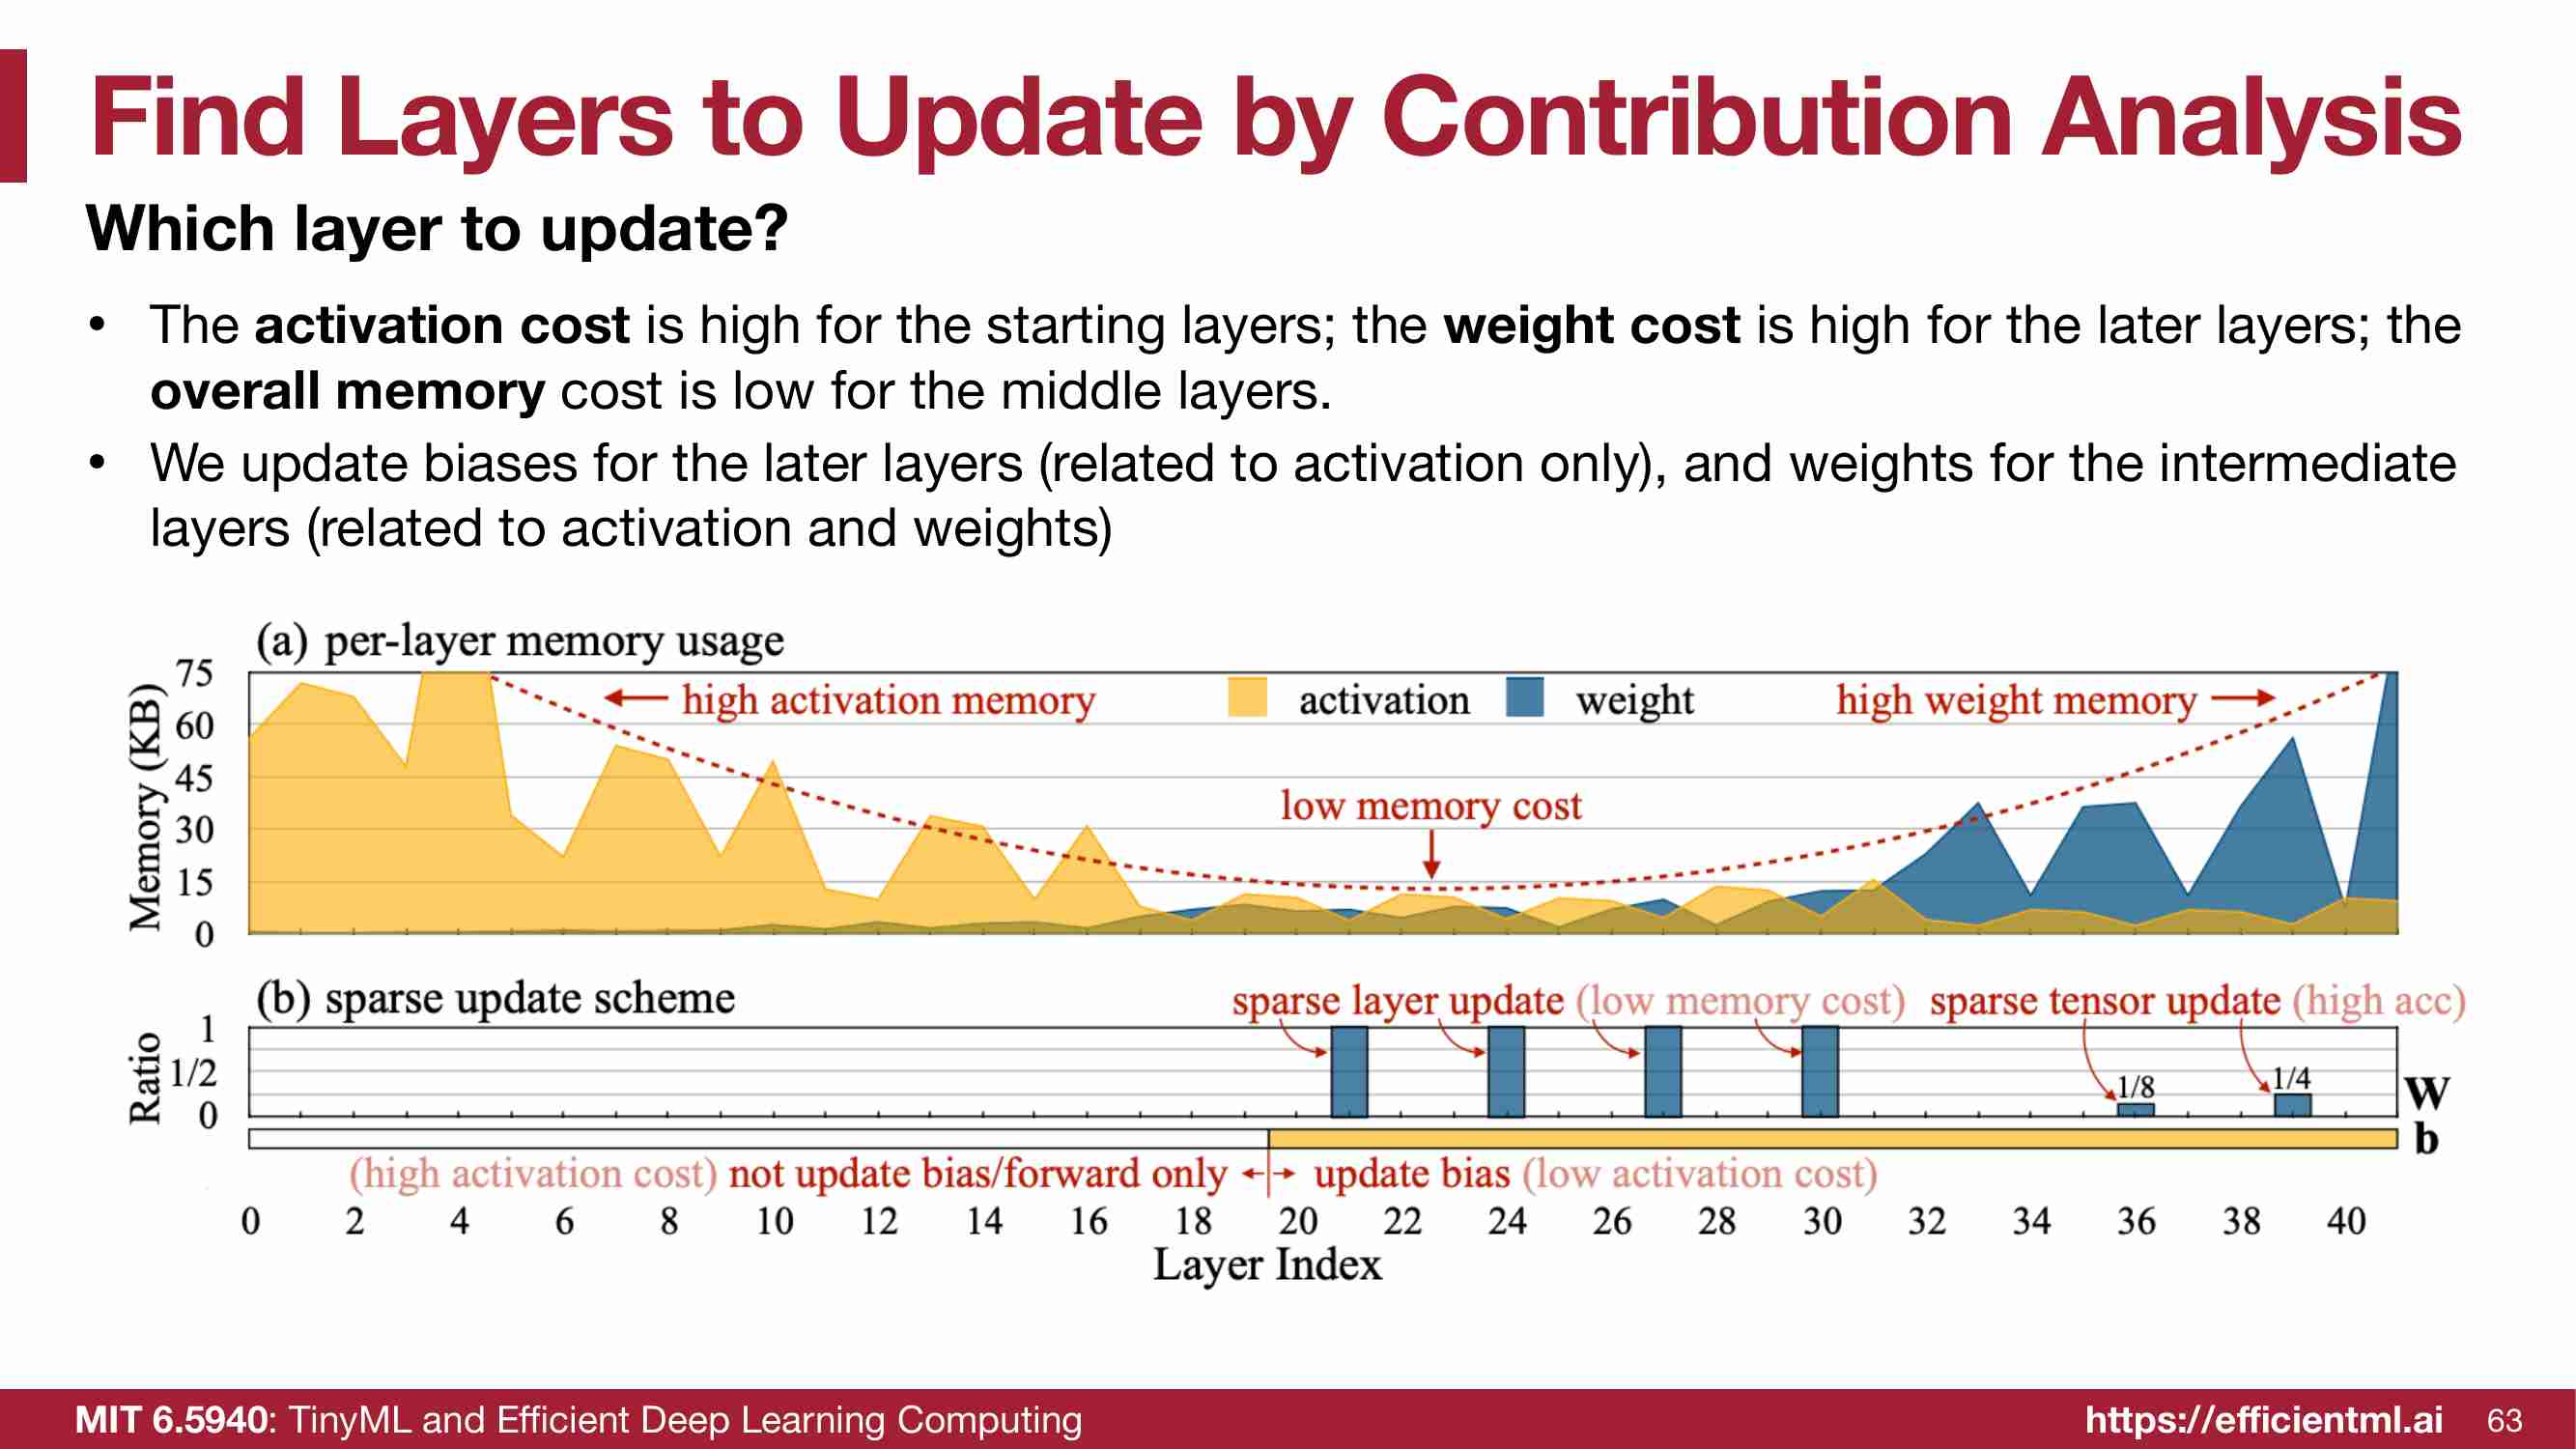 Find Layers to Update by Contribution Analysis
Which layer to update?
• The activation cost is high for the starting layers; the weight cost is high for the later layers; the
overall memory cost is low for the middle layers.
• We update biases for the later layers (related to activation only), and weights for the intermediate
layers (related to activation and weights)
(a) per-layer memory usage
Memory (KB)
75
60
45
30
15
0
high activation memory
activation
weight
high weight memory
low memory cost
(b) sparse update scheme
sparse layer update (low memory cost)
sparse tensor update (high acc)
Ratio
1
1/2
0
1/8
1/4
W
b
(high activation cost) not update bias/forward only
update bias (low activation cost)
0 2 4 6 8 10 12 14 16 18 20 22 24 26 28 30 32 34 36 38 40
Layer Index
MIT 6.5940: TinyML and Efficient Deep Learning Computing
https://efficientml.ai
63